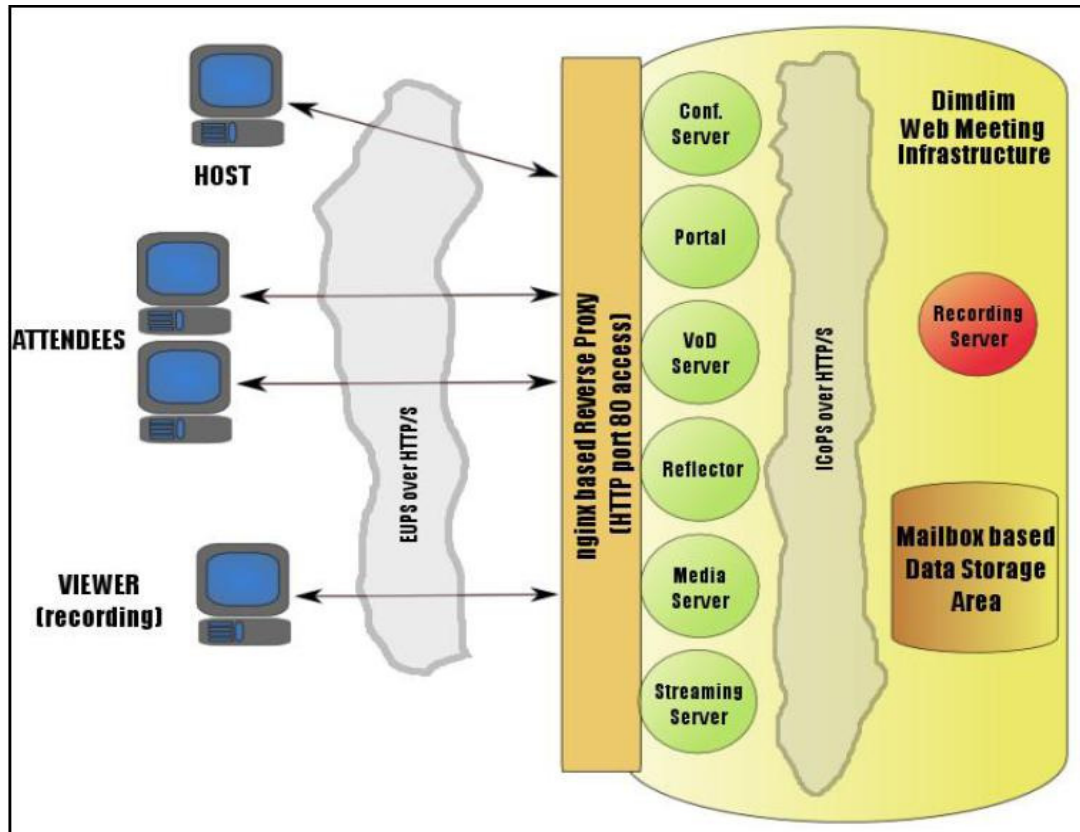 HOST
ATTENDEES
VIEWER
(recording)
EUPS over HTTP/S
nginx based Reverse Proxy
(HTTP port 80 access)
Conf.
Server
Portal
VoD
Server
Reflector
Media
Server
Streaming
Server
ICoPS over HTTP/S
Dimdim
Web Meeting
Infrastructure
Recording
Server
Mailbox based
Data Storage
Area